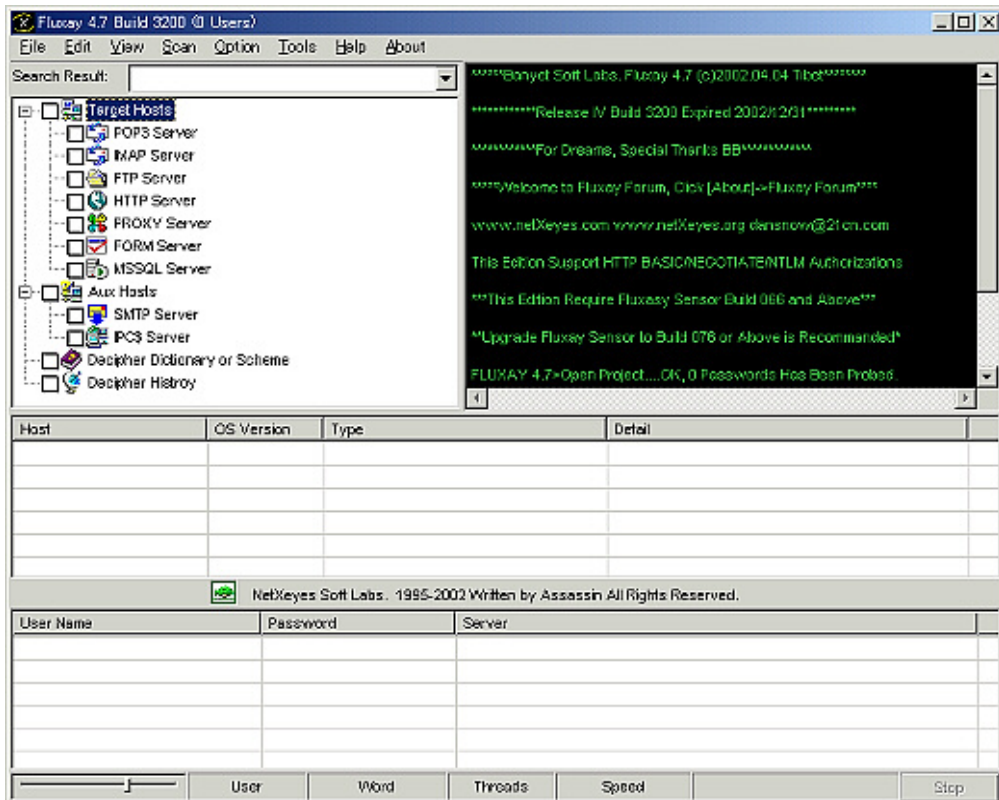 Fluxay 4.7 Build 3200 (0 Users)
File Edit View Scan Option Tools Help About
Search Result:
Target Hosts
POP3 Server
IMAP Server
FTP Server
HTTP Server
PROXY Server
FORM Server
MSSQL Server
Aux Hosts
SMTP Server
IPC$ Server
Decipher Dictionary or Scheme
Decipher Histroy
*****Banyet Soft Labs. Fluxay 4.7 (c)2002.04.04 Tibet*******
************Release IV Build 3200 Expired 2002/12/31*********
************For Dreams, Special Thanks BB*************
*****Welcome to Fluxay Forum, Click [About]->Fluxay Forum****
www.netXeyes.com www.netXeyes.org dansnow@21cn.com
This Edition Support HTTP BASIC/NEGOTIATE/NTLM Authorizations
***This Edition Require Fluxasy Sensor Build 066 and Above***
**Upgrade Fluxay Sensor to Build 076 or Above is Recommanded*
FLUXAY 4.7>Open Project....OK, 0 Passwords Has Been Probed.
Host OS Version Type Detail
NetXeyes Soft Labs. 1995-2002 Written by Assassin All Rights Reserved.
User Name Password Server
User Word Threads Speed Stop